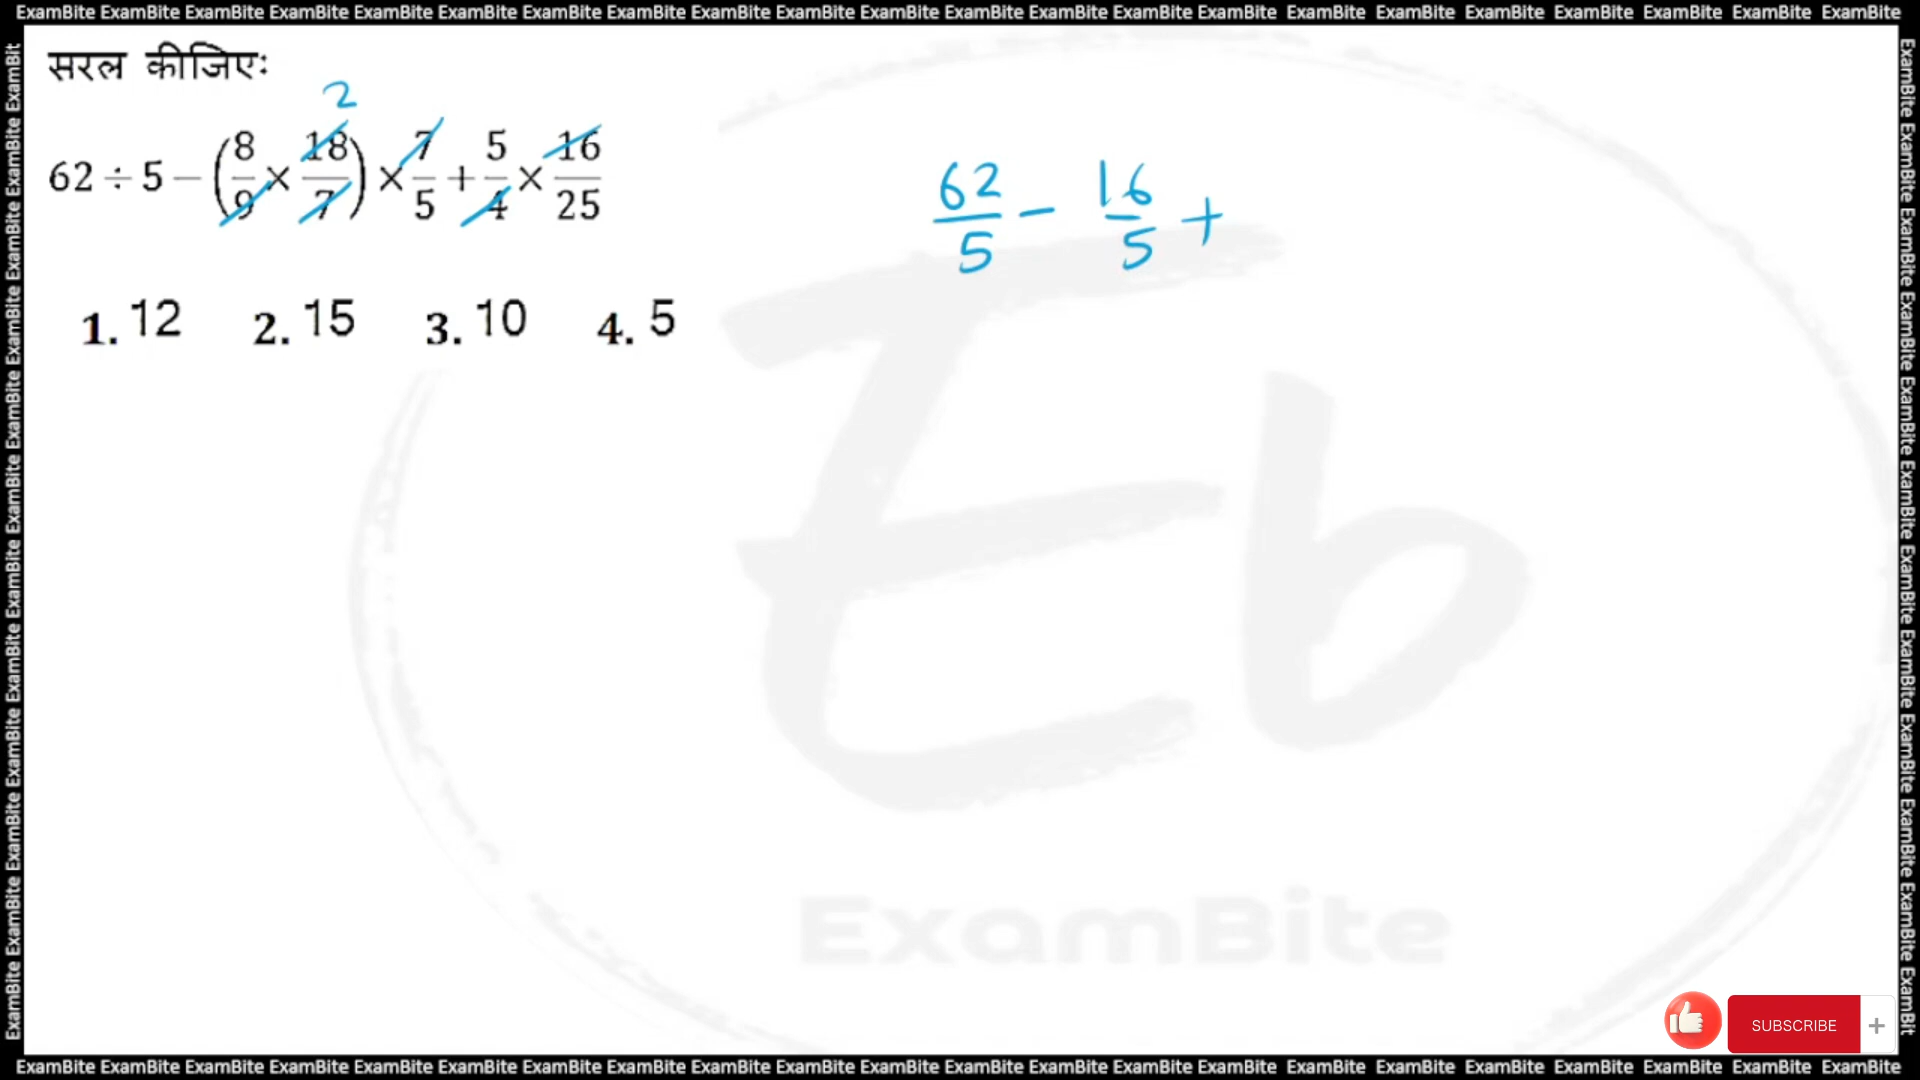 ExamBite ExamBite ExamBite ExamBite ExamBite ExamBite ExamBite ExamBite ExamBite ExamBite ExamBite ExamBite ExamBite ExamBite ExamBite ExamBite ExamBite ExamBite ExamBite ExamBite ExamBite ExamBite
सरल कीजिएः
2
62 ÷ 5 − (8/9 × 18/7) × 7/5 + 5/4 × 16/25
62/5 − 16/5 +
1. 12 2. 15 3. 10 4. 5
Eb
ExamBite
SUBSCRIBE +
ExamBite ExamBite ExamBite ExamBite ExamBite ExamBite ExamBite ExamBite ExamBite ExamBite ExamBite ExamBite ExamBite ExamBite ExamBite ExamBite ExamBite ExamBite ExamBite ExamBite ExamBite ExamBite